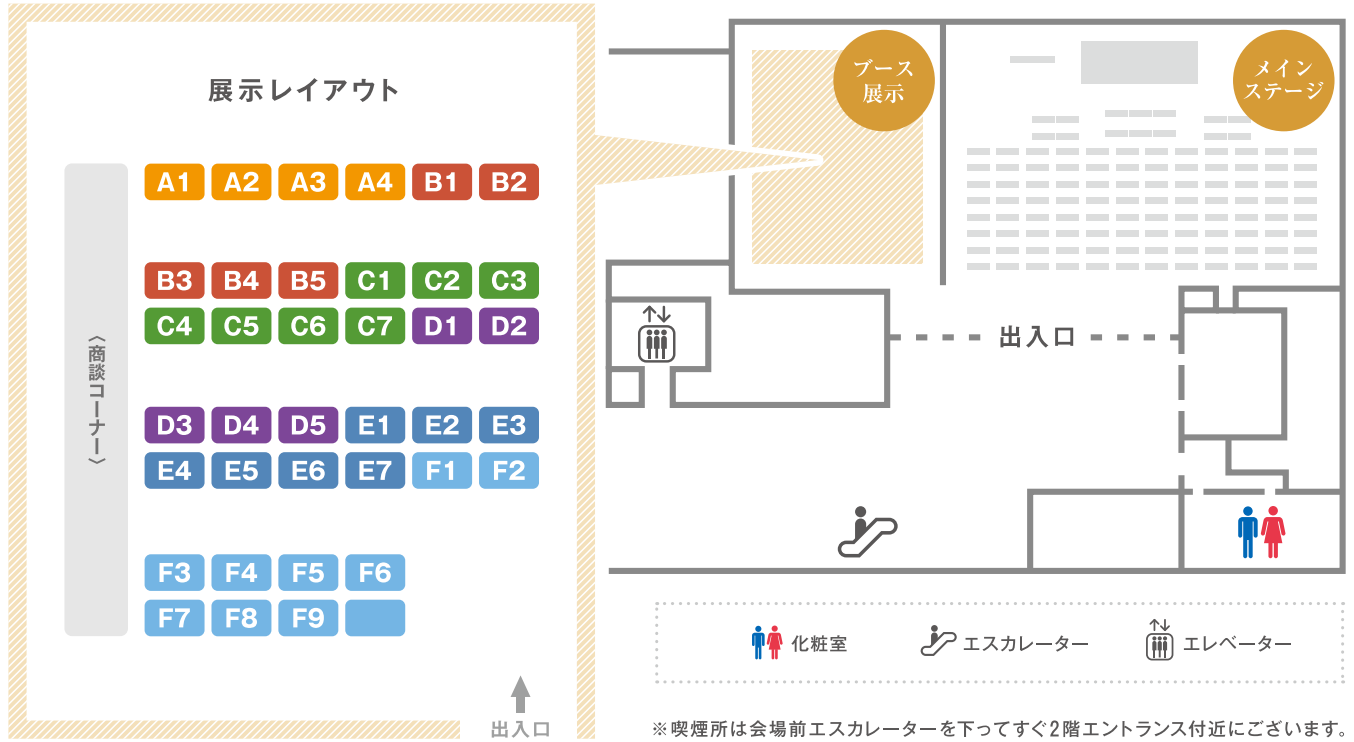 展示レイアウト
A1 A2 A3 A4 B1 B2
B3 B4 B5 C1 C2 C3
C4 C5 C6 C7 D1 D2
D3 D4 D5 E1 E2 E3
E4 E5 E6 E7 F1 F2
F3 F4 F5 F6
F7 F8 F9
〈商談コーナー〉
出入口
ブース
展示
メイン
ステージ
出入口
化粧室 エスカレーター エレベーター
※喫煙所は会場前エスカレーターを下ってすぐ2階エントランス付近にございます。